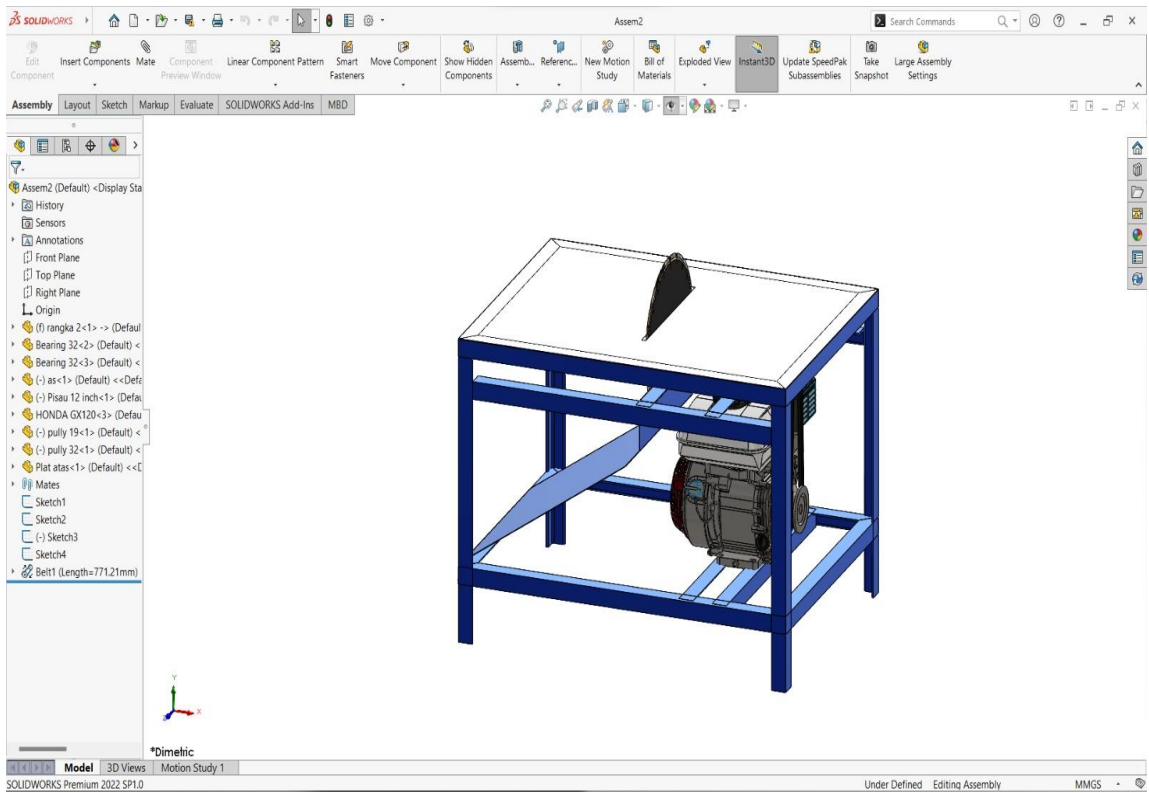 SOLIDWORKS
Assem2
Search Commands
Edit Component
Insert Components
Mate
Component Preview Window
Linear Component Pattern
Smart Fasteners
Move Component
Show Hidden Components
Assemb...
Referenc...
New Motion Study
Bill of Materials
Exploded View
Instant3D
Update SpeedPak Subassemblies
Take Snapshot
Large Assembly Settings
Assembly Layout Sketch Markup Evaluate SOLIDWORKS Add-Ins MBD
Assem2 (Default) <Display Sta
History
Sensors
Annotations
Front Plane
Top Plane
Right Plane
Origin
(f) rangka 2<1> -> (Defaul
Bearing 32<2> (Default) <
Bearing 32<3> (Default) <
(-) as<1> (Default) <<Defa
(-) Pisau 12 inch<1> (Defau
HONDA GX120<3> (Defau
(-) pully 19<1> (Default) <
(-) pully 32<1> (Default) <
Plat atas<1> (Default) <<D
Mates
Sketch1
Sketch2
(-) Sketch3
Sketch4
Belt1 (Length=771.21mm)
Y
X
Z
*Dimetric
Model 3D Views Motion Study 1
SOLIDWORKS Premium 2022 SP1.0
Under Defined Editing Assembly MMGS